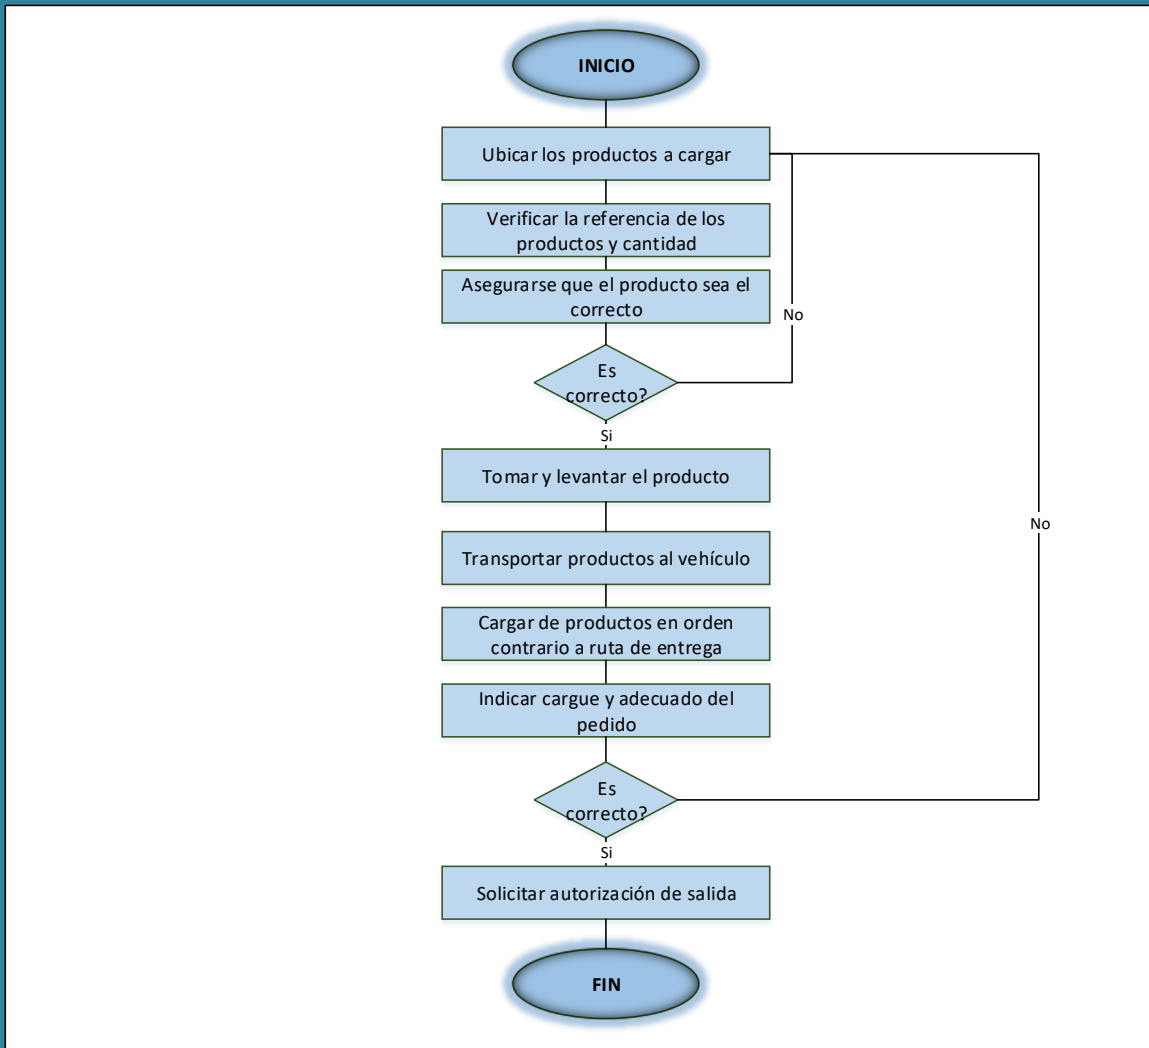 INICIO
Ubicar los productos a cargar
Verificar la referencia de los
productos y cantidad
Asegurarse que el producto sea el
correcto
No
Es
correcto?
Si
Tomar y levantar el producto
No
Transportar productos al vehículo
Cargar de productos en orden
contrario a ruta de entrega
Indicar cargue y adecuado del
pedido
Es
correcto?
Si
Solicitar autorización de salida
FIN